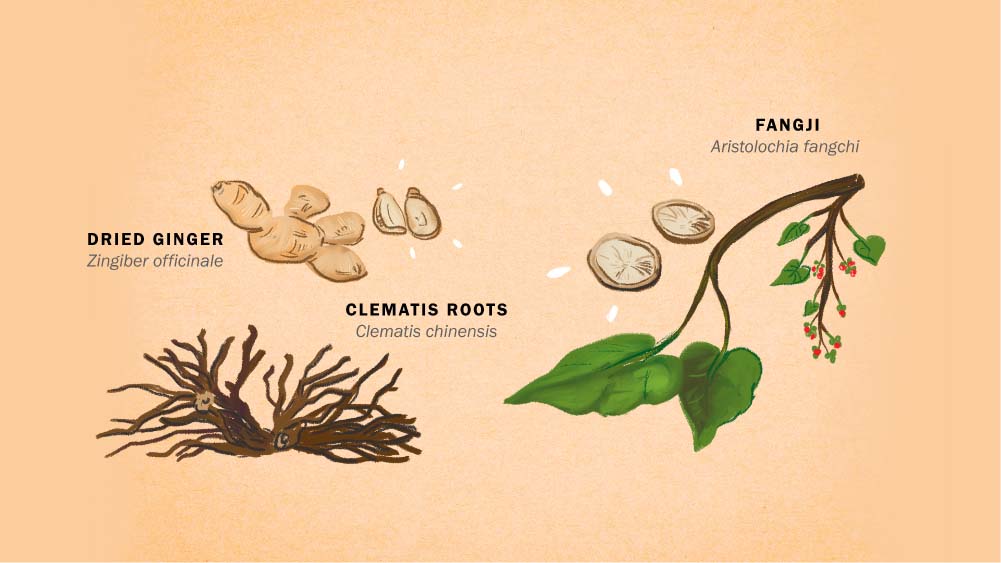 FANGJI
Aristolochia fangchi
DRIED GINGER
Zingiber officinale
CLEMATIS ROOTS
Clematis chinensis